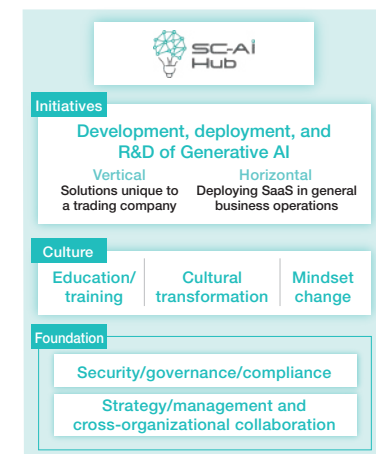 SC-Ai
Hub
Initiatives
Development, deployment, and
R&D of Generative AI
Vertical
Solutions unique to
a trading company
Horizontal
Deploying SaaS in general
business operations
Culture
Education/
training
Cultural
transformation
Mindset
change
Foundation
Security/governance/compliance
Strategy/management and
cross-organizational collaboration